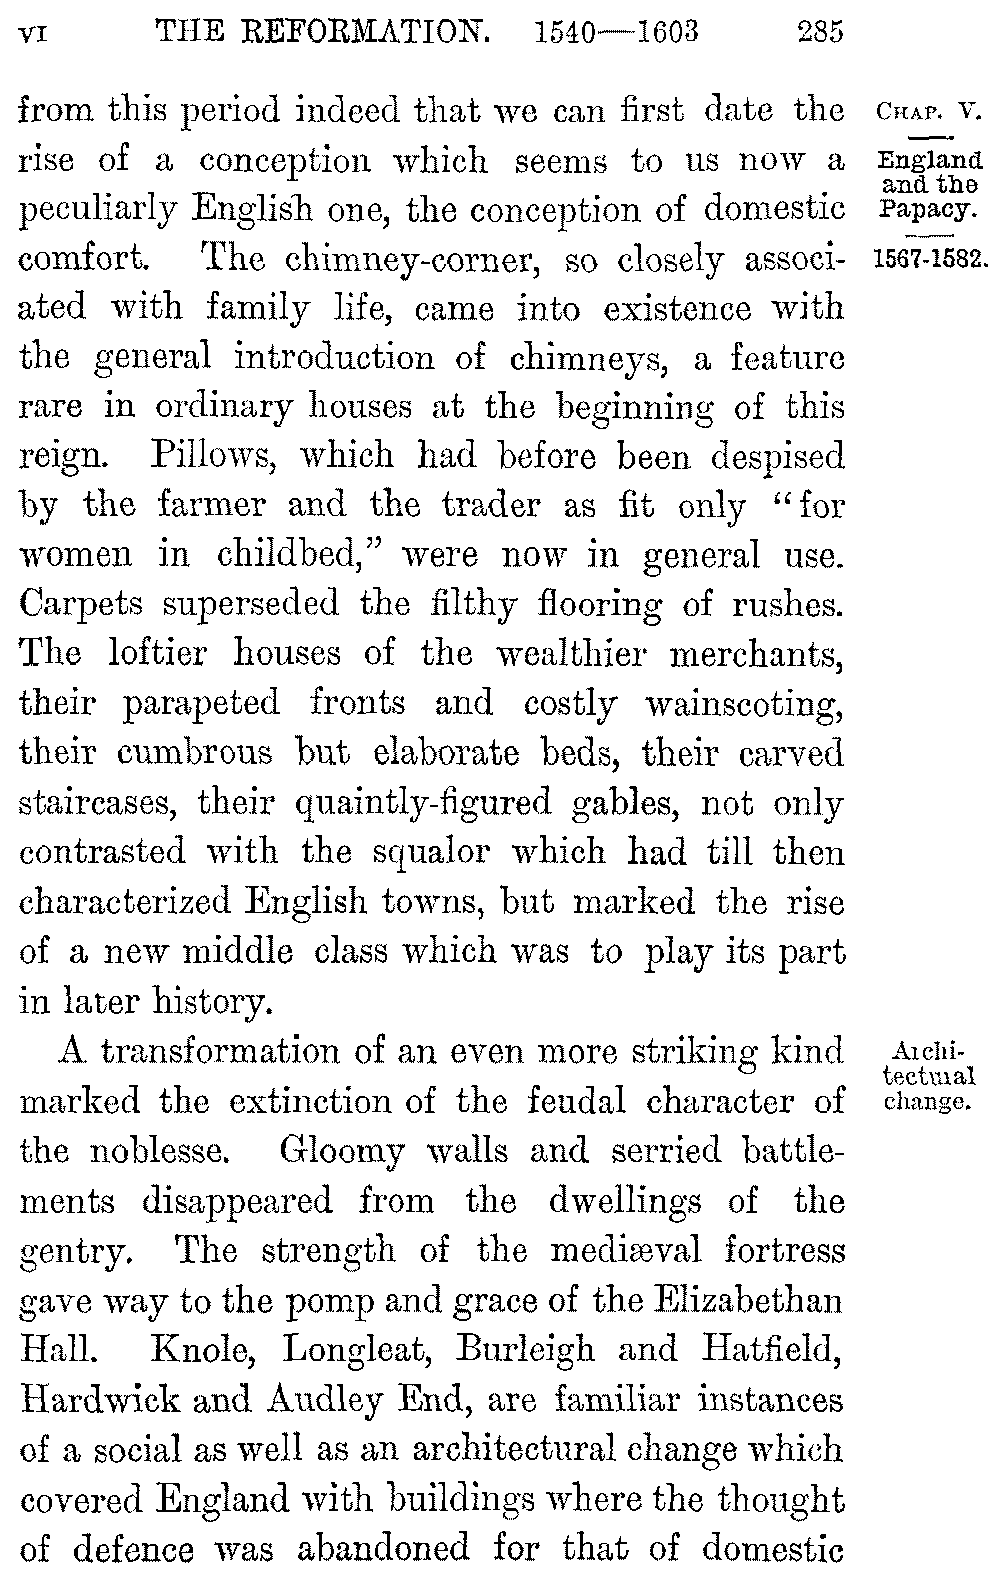 VI THE REFORMATION. 1540—1603 285
from this period indeed that we can first date the
rise of a conception which seems to us now a
peculiarly English one, the conception of domestic
comfort. The chimney-corner, so closely associ-
ated with family life, came into existence with
the general introduction of chimneys, a feature
rare in ordinary houses at the beginning of this
reign. Pillows, which had before been despised
by the farmer and the trader as fit only “for
women in childbed,” were now in general use.
Carpets superseded the filthy flooring of rushes.
The loftier houses of the wealthier merchants,
their parapeted fronts and costly wainscoting,
their cumbrous but elaborate beds, their carved
staircases, their quaintly-figured gables, not only
contrasted with the squalor which had till then
characterized English towns, but marked the rise
of a new middle class which was to play its part
in later history.
A transformation of an even more striking kind
marked the extinction of the feudal character of
the noblesse. Gloomy walls and serried battle-
ments disappeared from the dwellings of the
gentry. The strength of the mediæval fortress
gave way to the pomp and grace of the Elizabethan
Hall. Knole, Longleat, Burleigh and Hatfield,
Hardwick and Audley End, are familiar instances
of a social as well as an architectural change which
covered England with buildings where the thought
of defence was abandoned for that of domestic
CHAP. V.
England
and the
Papacy.
1567-1582.
Archi-
tectural
change.